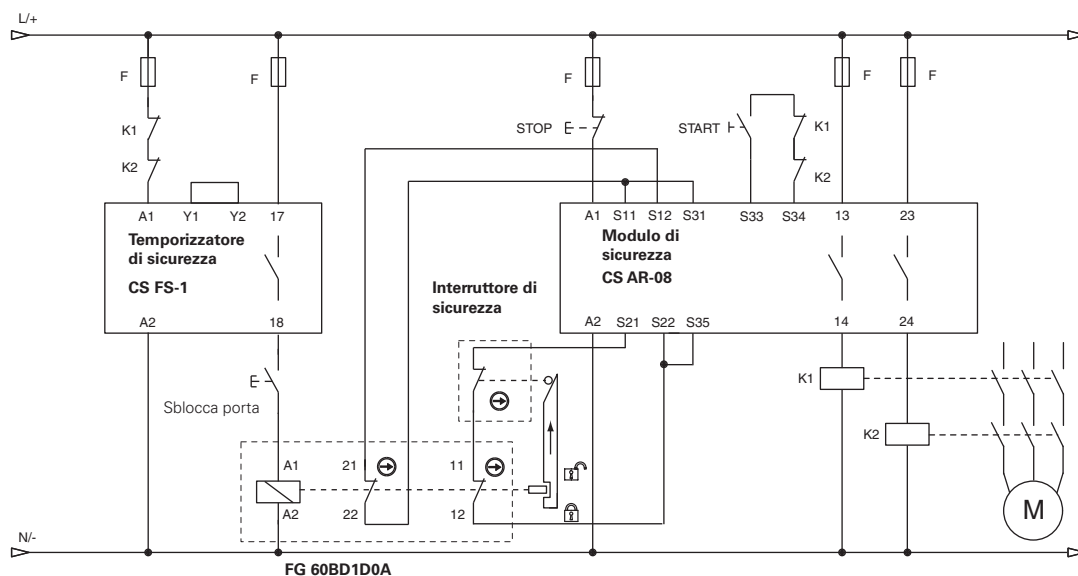 L/+
F
F
F
F
F
K1
K2
STOP
START
K1
K2
A1
Y1
Y2
17
A1
S11
S12
S31
S33
S34
13
23
Temporizzatore
di sicurezza
CS FS-1
Modulo di
sicurezza
CS AR-08
Interruttore di
sicurezza
A2
18
A2
S21
S22
S35
14
24
K1
Sblocca porta
K2
A1
21
11
A2
22
12
M
N/-
FG 60BD1D0A